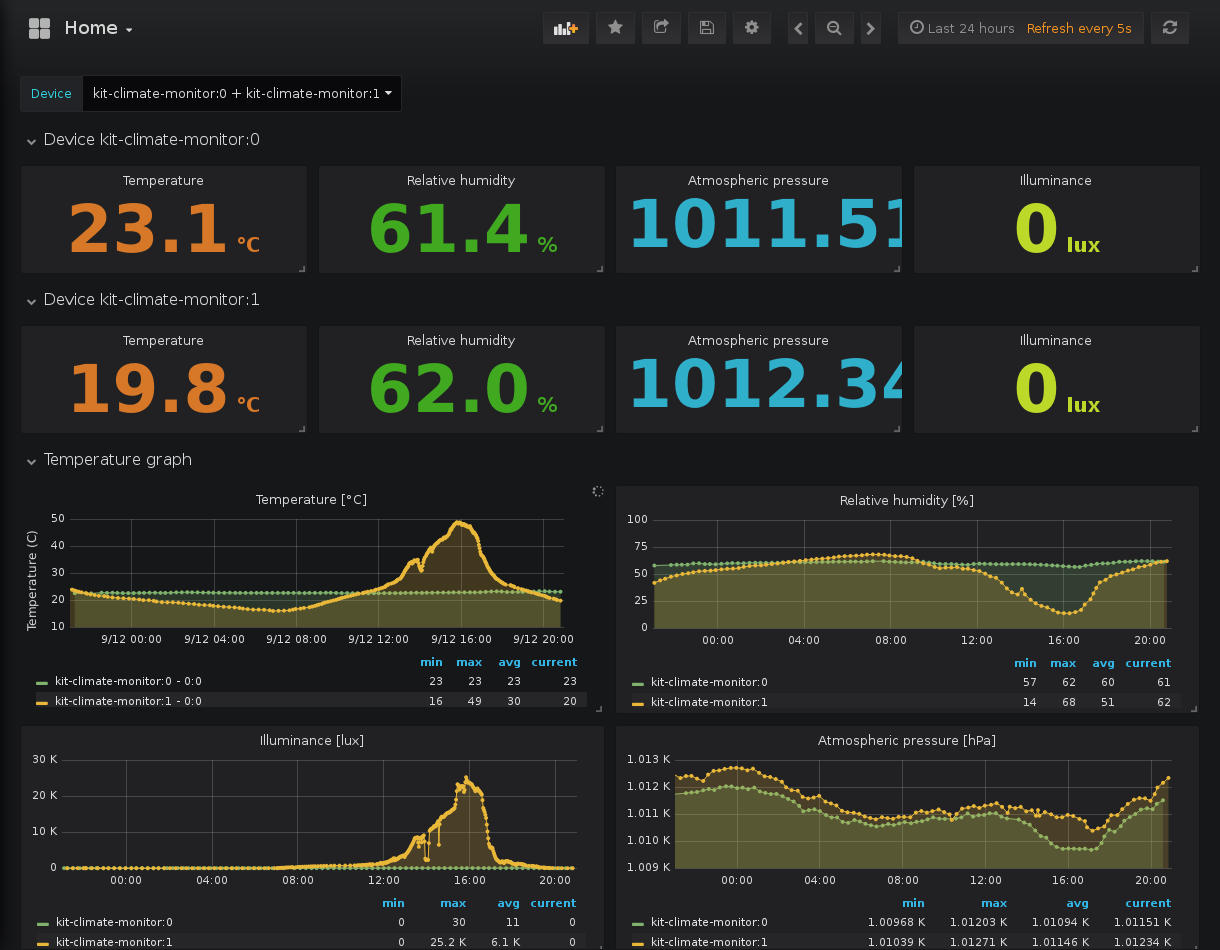 Home
Last 24 hours Refresh every 5s
Device kit-climate-monitor:0 + kit-climate-monitor:1
Device kit-climate-monitor:0
Temperature Relative humidity Atmospheric pressure Illuminance
23.1 °C 61.4 % 1011.51 0 lux
Device kit-climate-monitor:1
Temperature Relative humidity Atmospheric pressure Illuminance
19.8 °C 62.0 % 1012.34 0 lux
Temperature graph
Temperature [°C]
Temperature (C)
50
40
30
20
10
9/12 00:00 9/12 04:00 9/12 08:00 9/12 12:00 9/12 16:00 9/12 20:00
min max avg current
kit-climate-monitor:0 - 0:0 23 23 23 23
kit-climate-monitor:1 - 0:0 16 49 30 20
Relative humidity [%]
100
75
50
25
0
00:00 04:00 08:00 12:00 16:00 20:00
min max avg current
kit-climate-monitor:0 57 62 60 61
kit-climate-monitor:1 14 68 51 62
Illuminance [lux]
30 K
20 K
10 K
0
00:00 04:00 08:00 12:00 16:00 20:00
min max avg current
kit-climate-monitor:0 0 30 11 0
kit-climate-monitor:1 0 25.2 K 6.1 K 0
Atmospheric pressure [hPa]
1.013 K
1.012 K
1.011 K
1.010 K
1.009 K
00:00 04:00 08:00 12:00 16:00 20:00
min max avg current
kit-climate-monitor:0 1.00968 K 1.01203 K 1.01094 K 1.01151 K
kit-climate-monitor:1 1.01039 K 1.01271 K 1.01146 K 1.01234 K